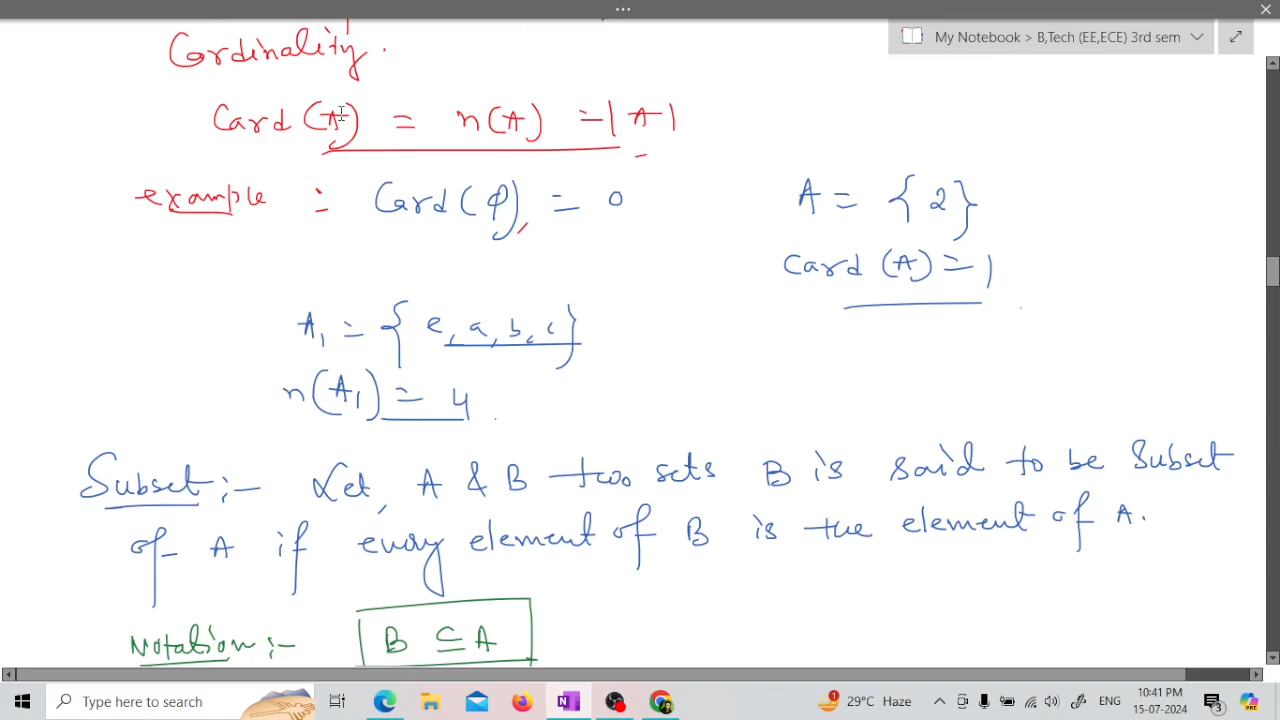 My Notebook > B,Tech (EE,ECE) 3rd sem
Cardinality.
Card (A) = n(A) = |A|
example : Card (φ) = 0
A = {2}
Card (A) = 1
A₁ = { e, a, b, c}
n(A₁) = 4
Subset :- Let, A & B two sets B is said to be Subset
of A if every element of B is the element of A.
Notation :- B ⊆ A
Type here to search
1
29°C Haze
10:41 PM
15-07-2024
3